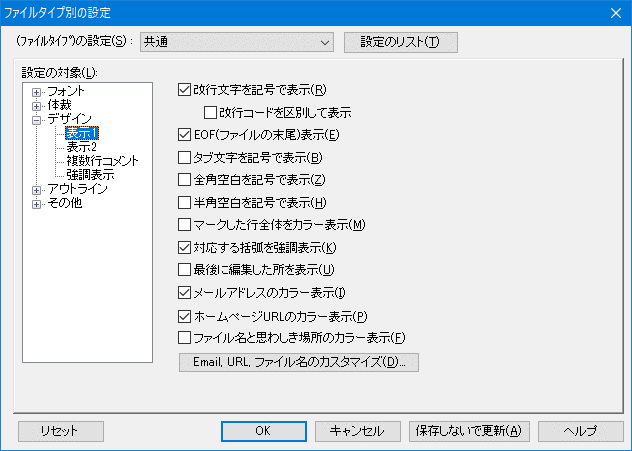 ファイルタイプ別の設定
(ファイルタイプ)の設定(S)：
共通
設定のリスト(T)
設定の対象(L):
フォント
体裁
デザイン
表示1
表示2
複数行コメント
強調表示
アウトライン
その他
改行文字を記号で表示(R)
改行コードを区別して表示
EOF(ファイルの末尾)表示(E)
タブ文字を記号で表示(B)
全角空白を記号で表示(Z)
半角空白を記号で表示(H)
マークした行全体をカラー表示(M)
対応する括弧を強調表示(K)
最後に編集した所を表示(U)
メールアドレスのカラー表示(I)
ホームページURLのカラー表示(P)
ファイル名と思わしき場所のカラー表示(F)
Email, URL, ファイル名のカスタマイズ(D)...
リセット
OK
キャンセル
保存しないで更新(A)
ヘルプ